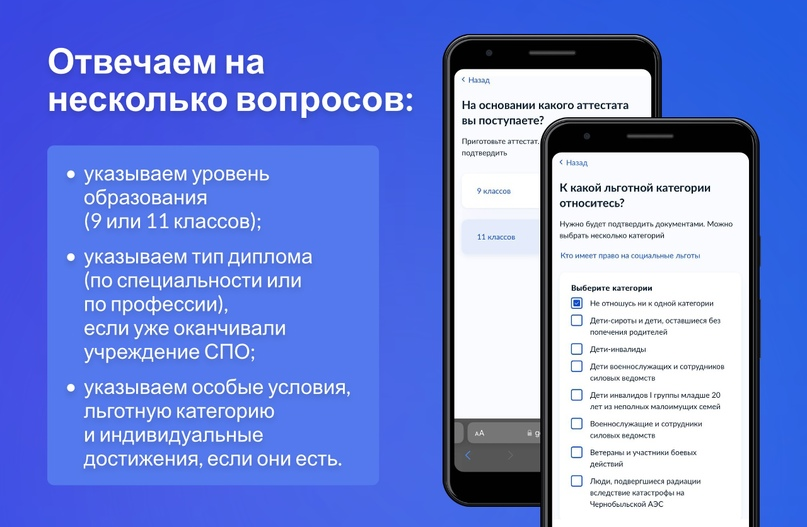 Отвечаем на
несколько вопросов:
• указываем уровень
образования
(9 или 11 классов);
• указываем тип диплома
(по специальности или
по профессии),
если уже оканчивали
учреждение СПО;
• указываем особые условия,
льготную категорию
и индивидуальные
достижения, если они есть.
Назад
На основании какого аттестата
вы поступаете?
Приготовьте аттестат.
подтвердить
9 классов
11 классов
AA
Назад
К какой льготной категории
относитесь?
Нужно будет подтвердить документами. Можно
выбрать несколько категорий
Кто имеет право на социальные льготы
Выберите категории
Не отношусь ни к одной категории
Дети-сироты и дети, оставшиеся без
попечения родителей
Дети-инвалиды
Дети военнослужащих и сотрудников
силовых ведомств
Дети инвалидов I группы младше 20
лет из неполных малоимущих семей
Военнослужащие и сотрудники
силовых ведомств
Ветераны и участники боевых
действий
Люди, подвергшиеся радиации
вследствие катастрофы на
Чернобыльской АЭС